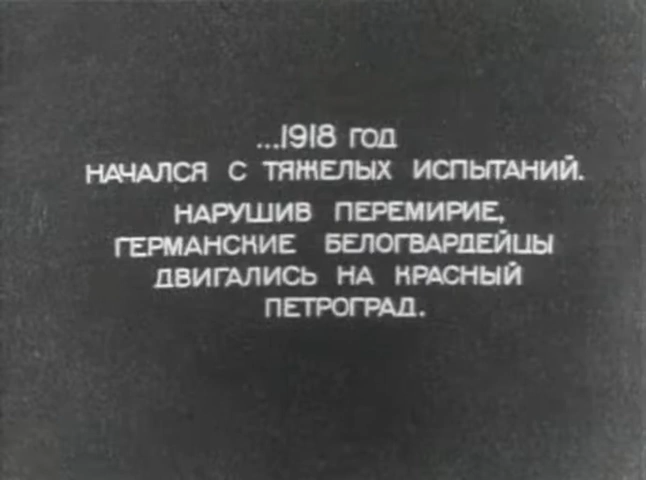 ...1918 ГОД
НАЧАЛСЯ С ТЯЖЕЛЫХ ИСПЫТАНИЙ.
НАРУШИВ ПЕРЕМИРИЕ,
ГЕРМАНСКИЕ БЕЛОГВАРДЕЙЦЫ
ДВИГАЛИСЬ НА КРАСНЫЙ
ПЕТРОГРАД.